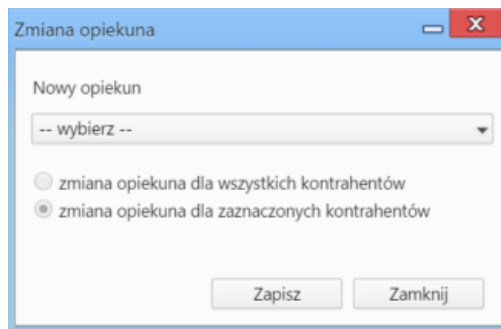 Zmiana opiekuna
Nowy opiekun
-- wybierz --
zmiana opiekuna dla wszystkich kontrahentów
zmiana opiekuna dla zaznaczonych kontrahentów
Zapisz
Zamknij